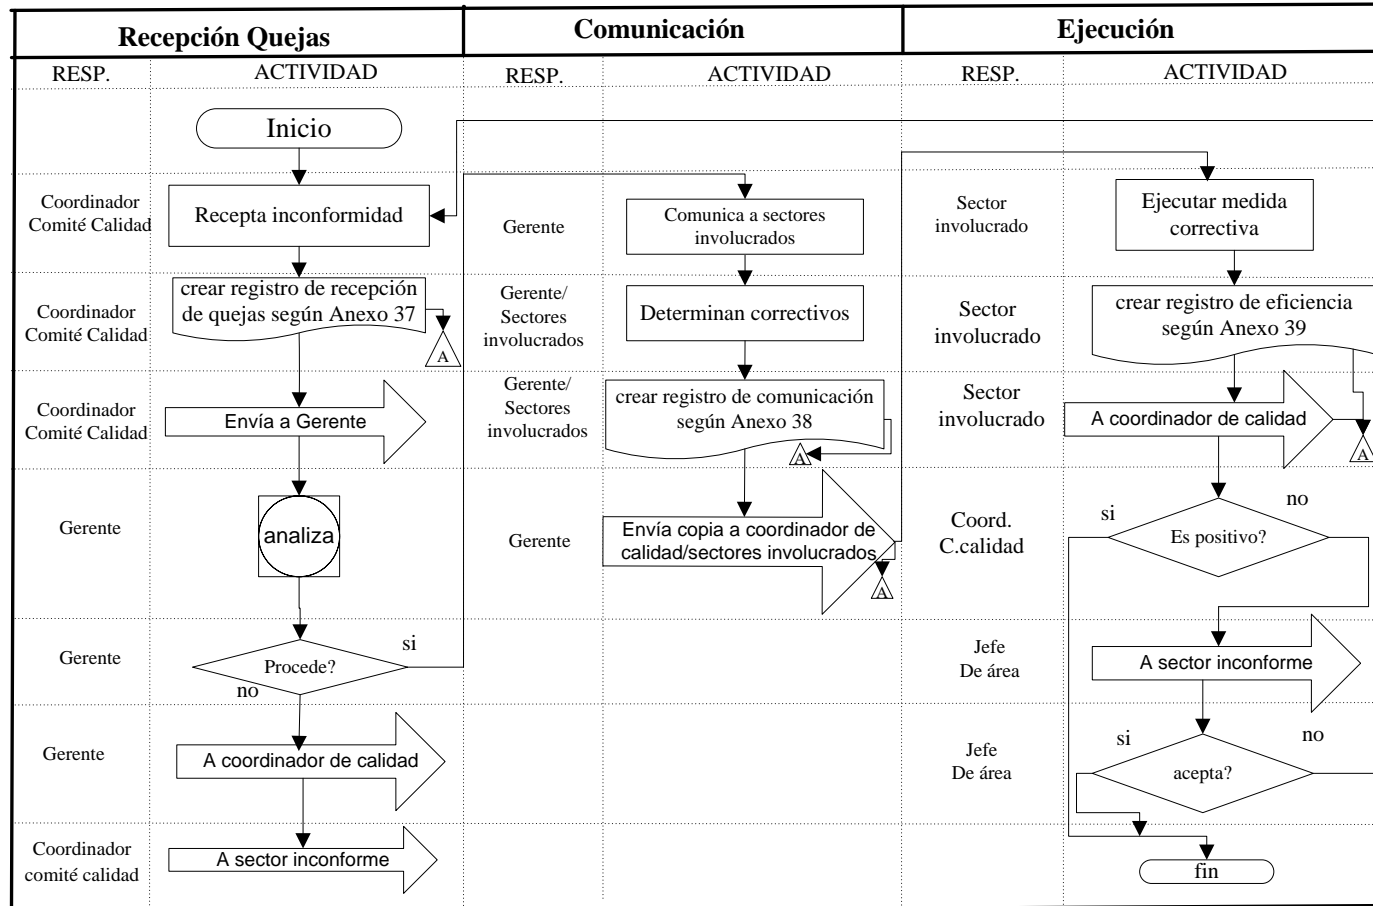 Recepción Quejas
Comunicación
Ejecución
RESP.
ACTIVIDAD
RESP.
ACTIVIDAD
RESP.
ACTIVIDAD
Inicio
Coordinador
Comité Calidad
Recepta inconformidad
Coordinador
Comité Calidad
crear registro de recepción
de quejas según Anexo 37
A
Coordinador
Comité Calidad
Envía a Gerente
Gerente
analiza
Gerente
Procede?
si
no
Gerente
A coordinador de calidad
Coordinador
comité calidad
A sector inconforme
Gerente
Comunica a sectores
involucrados
Gerente/
Sectores
involucrados
Determinan correctivos
Gerente/
Sectores
involucrados
crear registro de comunicación
según Anexo 38
A
Gerente
Envía copia a coordinador de
calidad/sectores involucrados
A
Sector
involucrado
Ejecutar medida
correctiva
Sector
involucrado
crear registro de eficiencia
según Anexo 39
Sector
involucrado
A coordinador de calidad
A
Coord.
C.calidad
si
no
Es positivo?
Jefe
De área
A sector inconforme
Jefe
De área
si
no
acepta?
fin